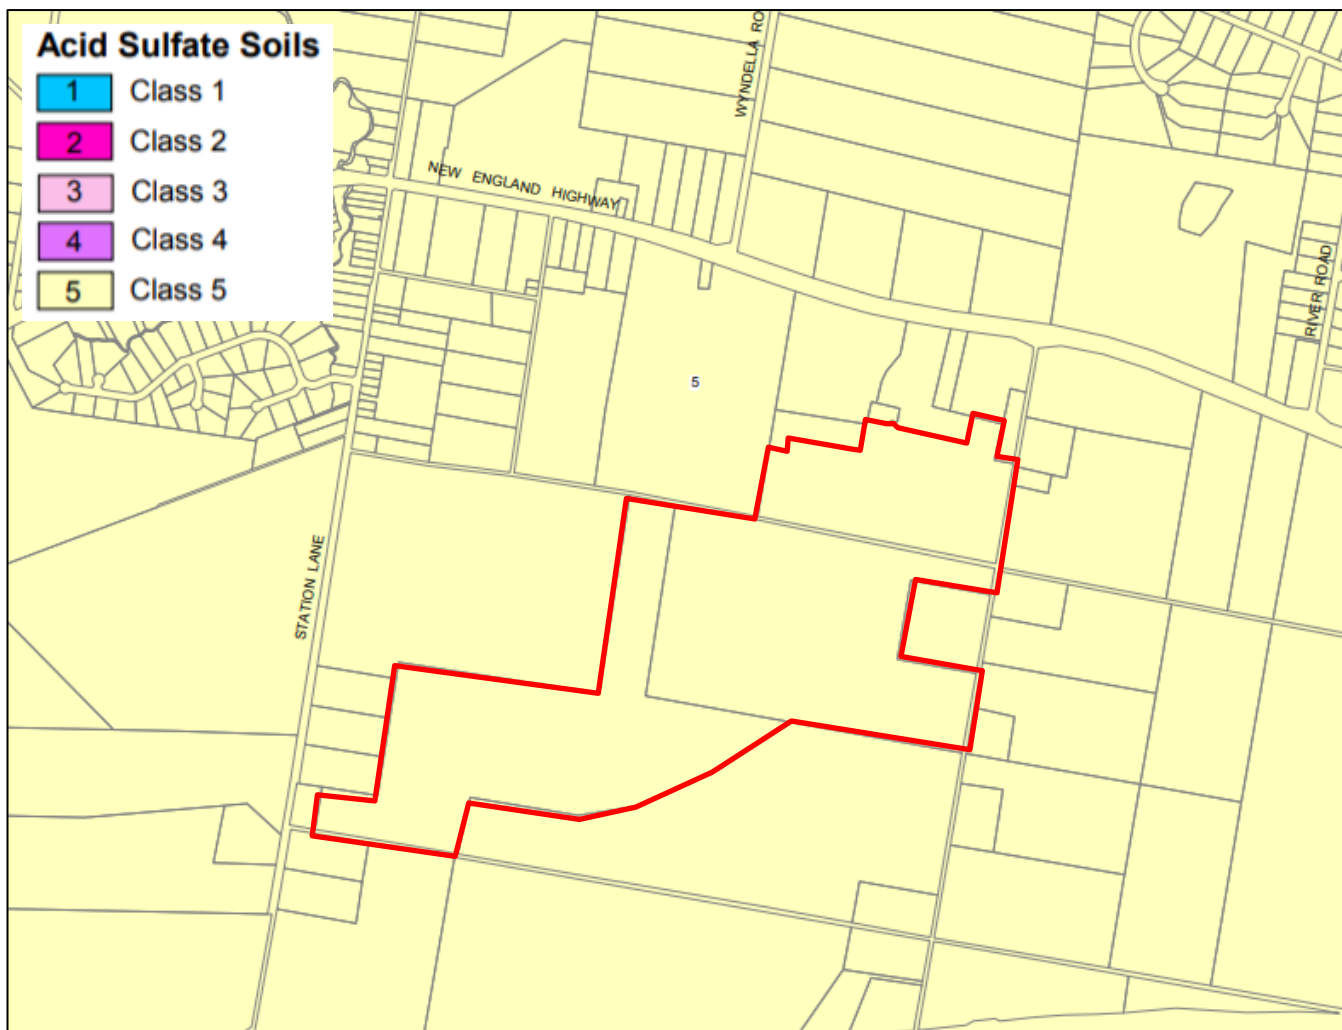 Acid Sulfate Soils
1 Class 1
2 Class 2
3 Class 3
4 Class 4
5 Class 5
WYNDELLA RO
NEW ENGLAND HIGHWAY
RIVER ROAD
5
STATION LANE